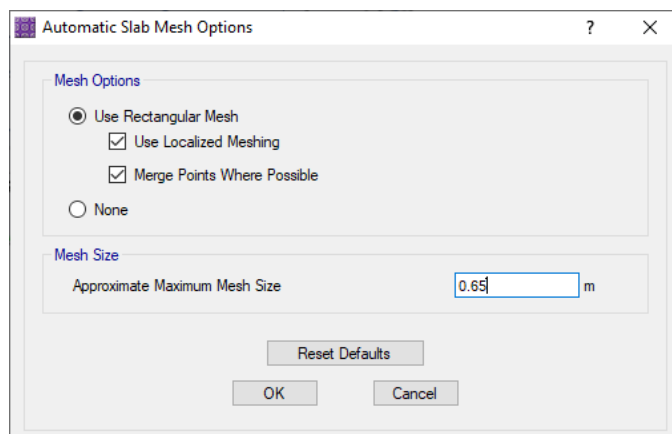 Automatic Slab Mesh Options
Mesh Options
Use Rectangular Mesh
Use Localized Meshing
Merge Points Where Possible
None
Mesh Size
Approximate Maximum Mesh Size 0.65 m
Reset Defaults
OK Cancel